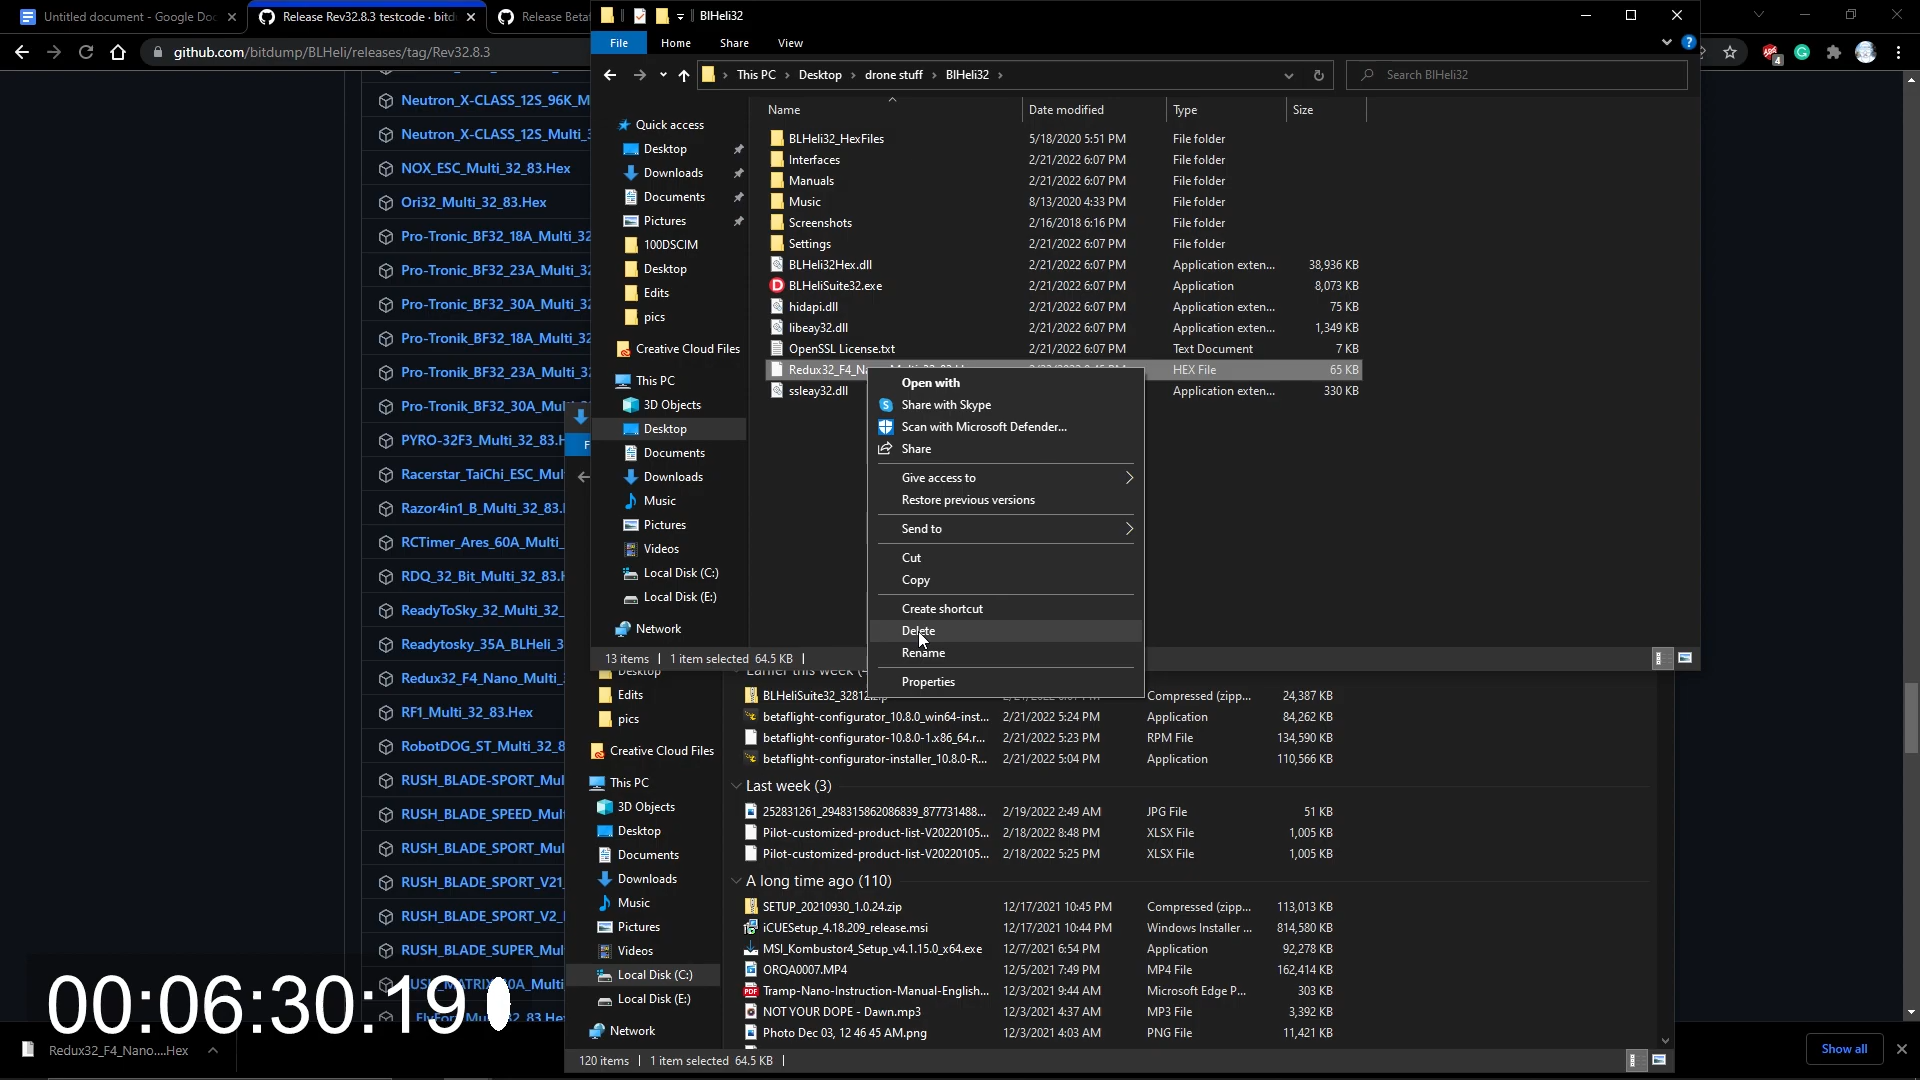 Untitled document - Google Doc
Release Rev32.8.3 testcode · bitd
Release Betaf
github.com/bitdump/BLHeli/releases/tag/Rev32.8.3
4
BlHeli32
File
Home
Share
View
This PC
Desktop
drone stuff
BlHeli32
Search BlHeli32
Name
Date modified
Type
Size
Quick access
Desktop
Downloads
Documents
Pictures
100DSCIM
Desktop
Edits
pics
Creative Cloud Files
This PC
3D Objects
Desktop
Documents
Downloads
Music
Pictures
Videos
Local Disk (C:)
Local Disk (E:)
Network
BLHeli32_HexFiles 5/18/2020 5:51 PM File folder
Interfaces 2/21/2022 6:07 PM File folder
Manuals 2/21/2022 6:07 PM File folder
Music 8/13/2020 4:33 PM File folder
Screenshots 2/16/2018 6:16 PM File folder
Settings 2/21/2022 6:07 PM File folder
BLHeli32Hex.dll 2/21/2022 6:07 PM Application exten... 38,936 KB
BLHeliSuite32.exe 2/21/2022 6:07 PM Application 8,073 KB
hidapi.dll 2/21/2022 6:07 PM Application exten... 75 KB
libeay32.dll 2/21/2022 6:07 PM Application exten... 1,349 KB
OpenSSL License.txt 2/21/2022 6:07 PM Text Document 7 KB
Redux32_F4_Na HEX File 65 KB
ssleay32.dll Application exten... 330 KB
Open with
Share with Skype
Scan with Microsoft Defender...
Share
Give access to
Restore previous versions
Send to
Cut
Copy
Create shortcut
Delete
Rename
Properties
13 items
1 item selected 64.5 KB
Neutron_X-CLASS_12S_96K_M
Neutron_X-CLASS_12S_Multi_3
NOX_ESC_Multi_32_83.Hex
Ori32_Multi_32_83.Hex
Pro-Tronic_BF32_18A_Multi_32
Pro-Tronic_BF32_23A_Multi_32
Pro-Tronic_BF32_30A_Multi_32
Pro-Tronik_BF32_18A_Multi_32
Pro-Tronik_BF32_23A_Multi_32
Pro-Tronik_BF32_30A_Mul
PYRO-32F3_Multi_32_83.H
Racerstar_TaiChi_ESC_Mul
Razor4in1_B_Multi_32_83.
RCTimer_Ares_60A_Multi_
RDQ_32_Bit_Multi_32_83.H
ReadyToSky_32_Multi_32_
Readytosky_35A_BLHeli_3
Redux32_F4_Nano_Multi_
RF1_Multi_32_83.Hex
RobotDOG_ST_Multi_32_8
RUSH_BLADE-SPORT_Mul
RUSH_BLADE_SPEED_Mul
RUSH_BLADE_SPORT_Mul
RUSH_BLADE_SPORT_V21
RUSH_BLADE_SPORT_V2_
RUSH_BLADE_SUPER_Mul
F
Desktop
Edits
pics
Creative Cloud Files
This PC
3D Objects
Desktop
Documents
Downloads
Music
Pictures
Videos
Local Disk (C:)
Local Disk (E:)
Network
Earlier this week (
BLHeliSuite32_32812.zip Compressed (zipp... 24,387 KB
betaflight-configurator_10.8.0_win64-inst... 2/21/2022 5:24 PM Application 84,262 KB
betaflight-configurator-10.8.0-1.x86_64.r... 2/21/2022 5:23 PM RPM File 134,590 KB
betaflight-configurator-installer_10.8.0-R... 2/21/2022 5:04 PM Application 110,566 KB
Last week (3)
252831261_2948315862086839_877731488... 2/19/2022 2:49 AM JPG File 51 KB
Pilot-customized-product-list-V20220105... 2/18/2022 8:48 PM XLSX File 1,005 KB
Pilot-customized-product-list-V20220105... 2/18/2022 5:25 PM XLSX File 1,005 KB
A long time ago (110)
SETUP_20210930_1.0.24.zip 12/17/2021 10:45 PM Compressed (zipp... 113,013 KB
iCUESetup_4.18.209_release.msi 12/17/2021 10:44 PM Windows Installer ... 814,580 KB
MSI_Kombustor4_Setup_v4.1.15.0_x64.exe 12/7/2021 6:54 PM Application 92,278 KB
ORQA0007.MP4 12/5/2021 7:49 PM MP4 File 162,414 KB
Tramp-Nano-Instruction-Manual-English... 12/3/2021 9:44 AM Microsoft Edge P... 303 KB
NOT YOUR DOPE - Dawn.mp3 12/3/2021 4:37 AM MP3 File 3,392 KB
Photo Dec 03, 12 46 45 AM.png 12/3/2021 4:03 AM PNG File 11,421 KB
120 items
1 item selected 64.5 KB
00:06:30:19
Redux32_F4_Nano....Hex
Show all